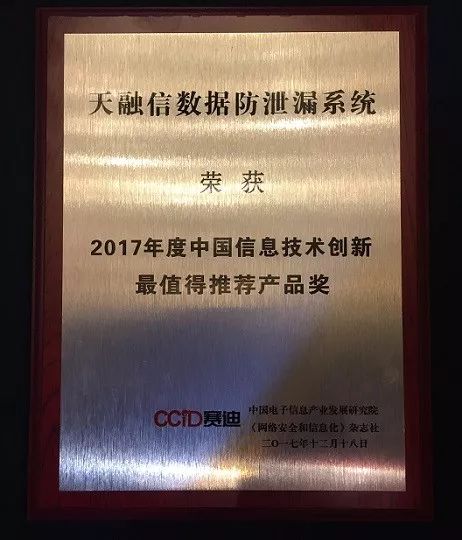 天融信数据防泄漏系统
荣获
2017年度中国信息技术创新
最值得推荐产品奖
CCID赛迪
中国电子信息产业发展研究院
《网络安全和信息化》杂志社
二〇一七年十二月十八日